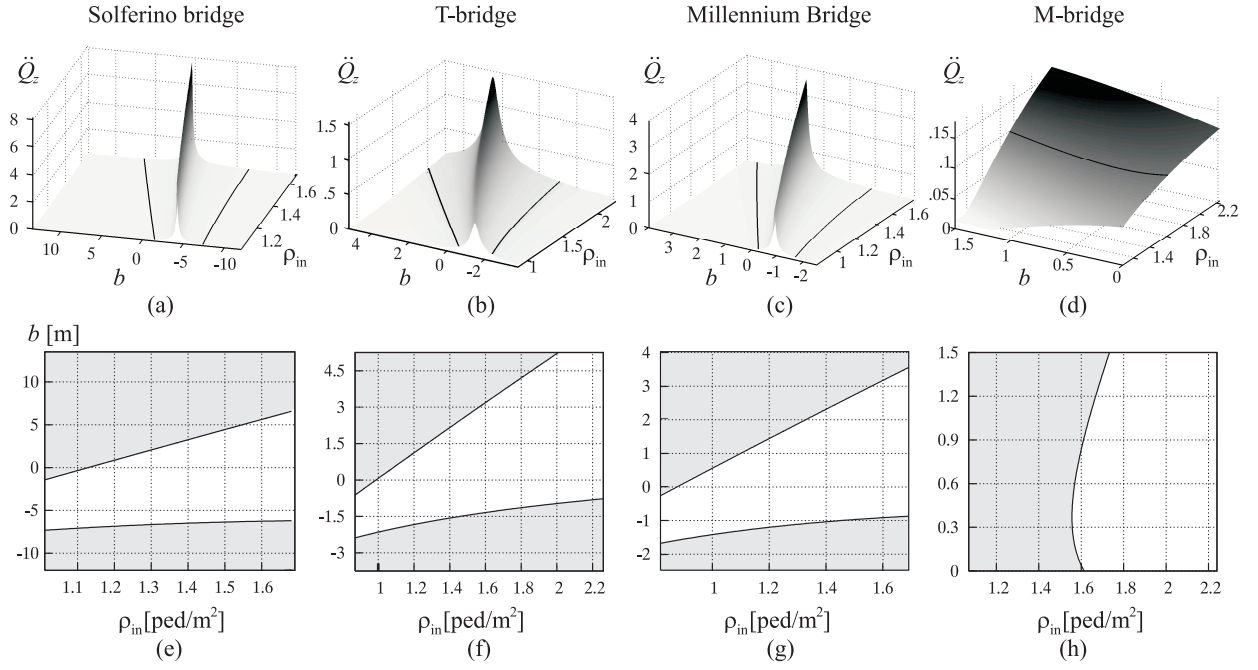 Solferino bridge
T-bridge
Millennium Bridge
M-bridge
Q̈z
8
6
4
2
0
10
5
0
-5
-10
b
1.2
1.4
1.6
ρin
(a)
Q̈z
1.5
1
.5
0
4
2
0
-2
b
1
1.5
2
ρin
(b)
Q̈z
4
3
2
1
0
3
2
1
0
-1
-2
b
1
1.2
1.4
1.6
ρin
(c)
Q̈z
.15
.1
.05
0
1.5
1
0.5
0
b
1.4
1.8
2.2
ρin
(d)
b [m]
10
5
0
-5
-10
1.1 1.2 1.3 1.4 1.5 1.6
ρin[ped/m²]
(e)
4.5
3
1.5
0
-1.5
-3
1 1.2 1.4 1.6 1.8 2 2.2
ρin[ped/m²]
(f)
4
3
2
1
0
-1
-2
1 1.2 1.4 1.6
ρin[ped/m²]
(g)
1.5
1.2
0.9
0.6
0.3
0
1.2 1.4 1.6 1.8 2 2.2
ρin[ped/m²]
(h)